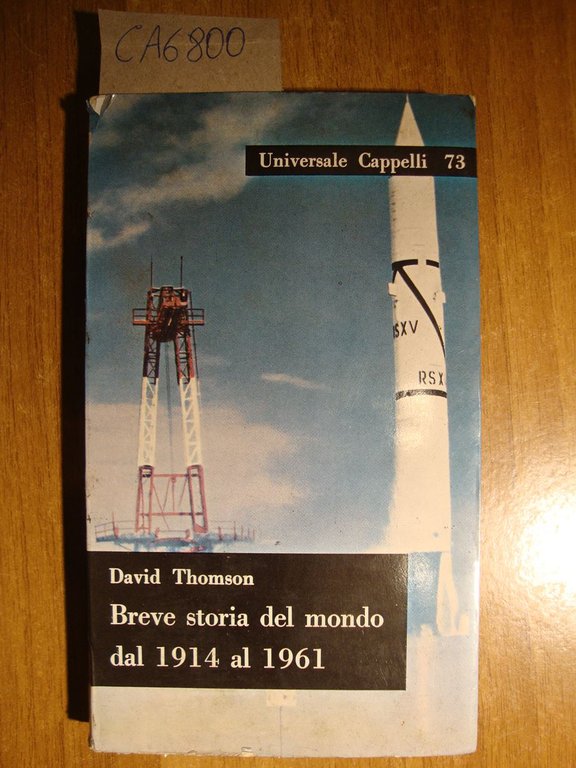 CA6800
Universale Cappelli 73
RSXV
RSX
David Thomson
Breve storia del mondo
dal 1914 al 1961